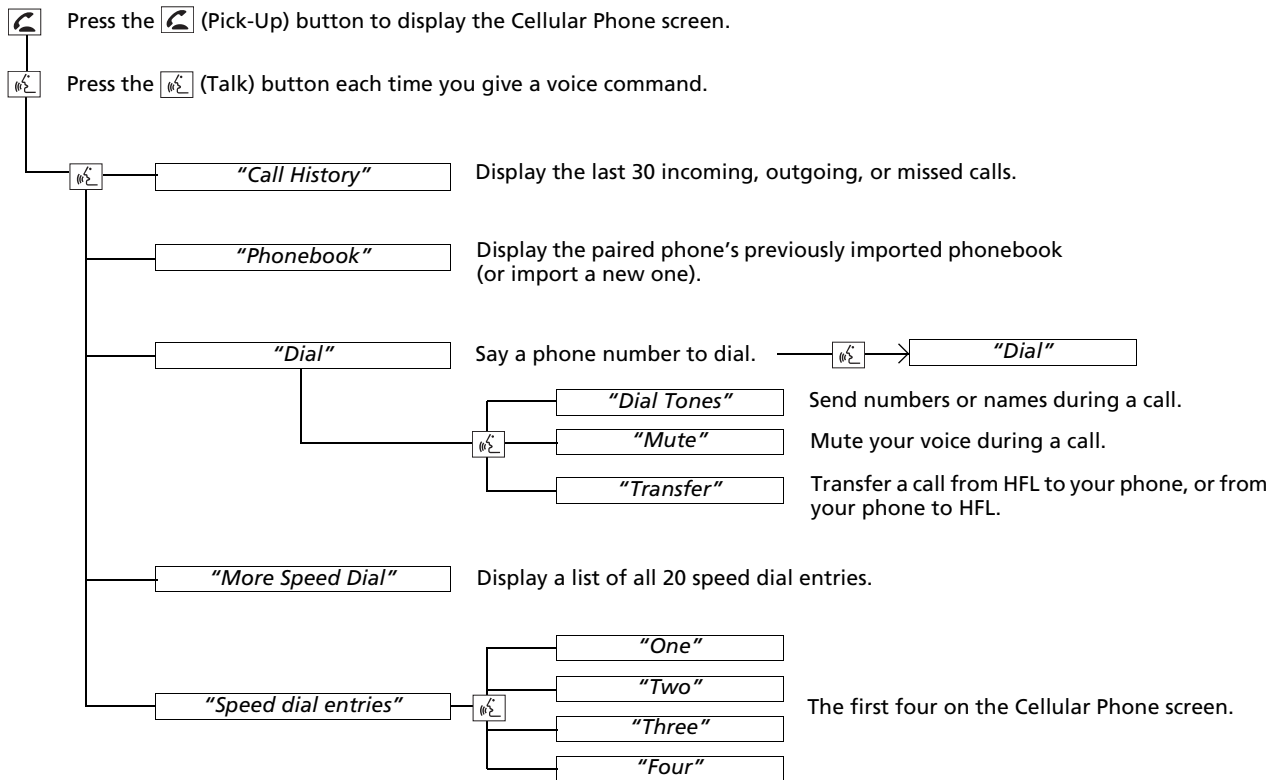 Press the (Pick-Up) button to display the Cellular Phone screen.
Press the (Talk) button each time you give a voice command.
“Call History”
Display the last 30 incoming, outgoing, or missed calls.
“Phonebook”
Display the paired phone’s previously imported phonebook
(or import a new one).
“Dial”
Say a phone number to dial.
“Dial”
“Dial Tones”
Send numbers or names during a call.
“Mute”
Mute your voice during a call.
“Transfer”
Transfer a call from HFL to your phone, or from
your phone to HFL.
“More Speed Dial”
Display a list of all 20 speed dial entries.
“Speed dial entries”
“One”
“Two”
“Three”
“Four”
The first four on the Cellular Phone screen.